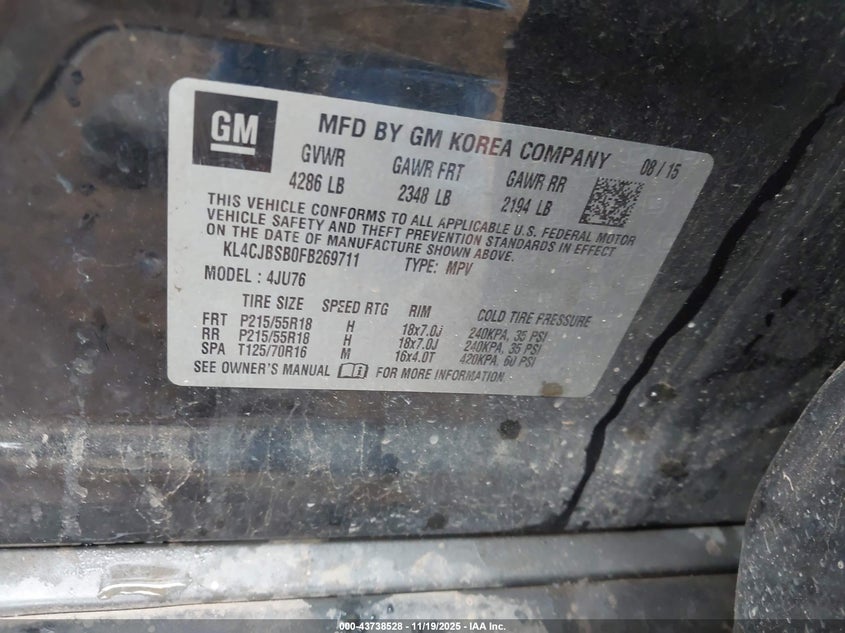 GM
MFD BY GM KOREA COMPANY 08 / 15
GVWR GAWR FRT GAWR RR
4286 LB 2348 LB 2194 LB
THIS VEHICLE CONFORMS TO ALL APPLICABLE U.S. FEDERAL MOTOR
VEHICLE SAFETY AND THEFT PREVENTION STANDARDS IN EFFECT
ON THE DATE OF MANUFACTURE SHOWN ABOVE.
KL4CJBSB0FB269711 TYPE: MPV
MODEL : 4JU76
TIRE SIZE SPEED RTG RIM COLD TIRE PRESSURE
FRT P215/55R18 H 18x7.0J 240KPA, 35 PSI
RR P215/55R18 H 18x7.0J 240KPA, 35 PSI
SPA T125/70R16 M 16x4.0T 420KPA, 60 PSI
SEE OWNER'S MANUAL FOR MORE INFORMATION
000-43738528 - 11/19/2025 - IAA Inc.